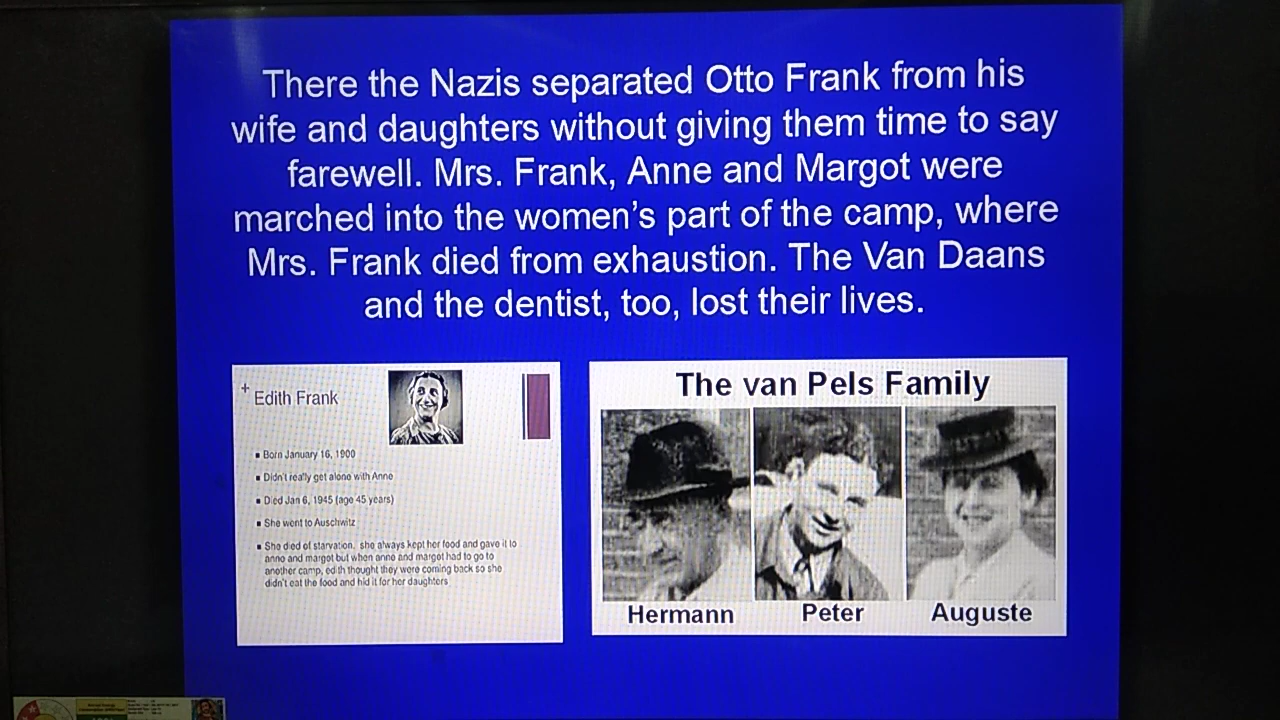 There the Nazis separated Otto Frank from his
wife and daughters without giving them time to say
farewell. Mrs. Frank, Anne and Margot were
marched into the women's part of the camp, where
Mrs. Frank died from exhaustion. The Van Daans
and the dentist, too, lost their lives.
+
Edith Frank
▪ Born January 16, 1900
▪ Didn't really get alone with Anne
▪ Died Jan 6, 1945 (age 45 years)
▪ She went to Auschwitz
▪ She died of starvation. she always kept her food and gave it to
anne and margot but when anne and margot had to go to
another camp, edith thought they were coming back so she
didn't eat the food and hid it for her daughters
The van Pels Family
Hermann
Peter
Auguste